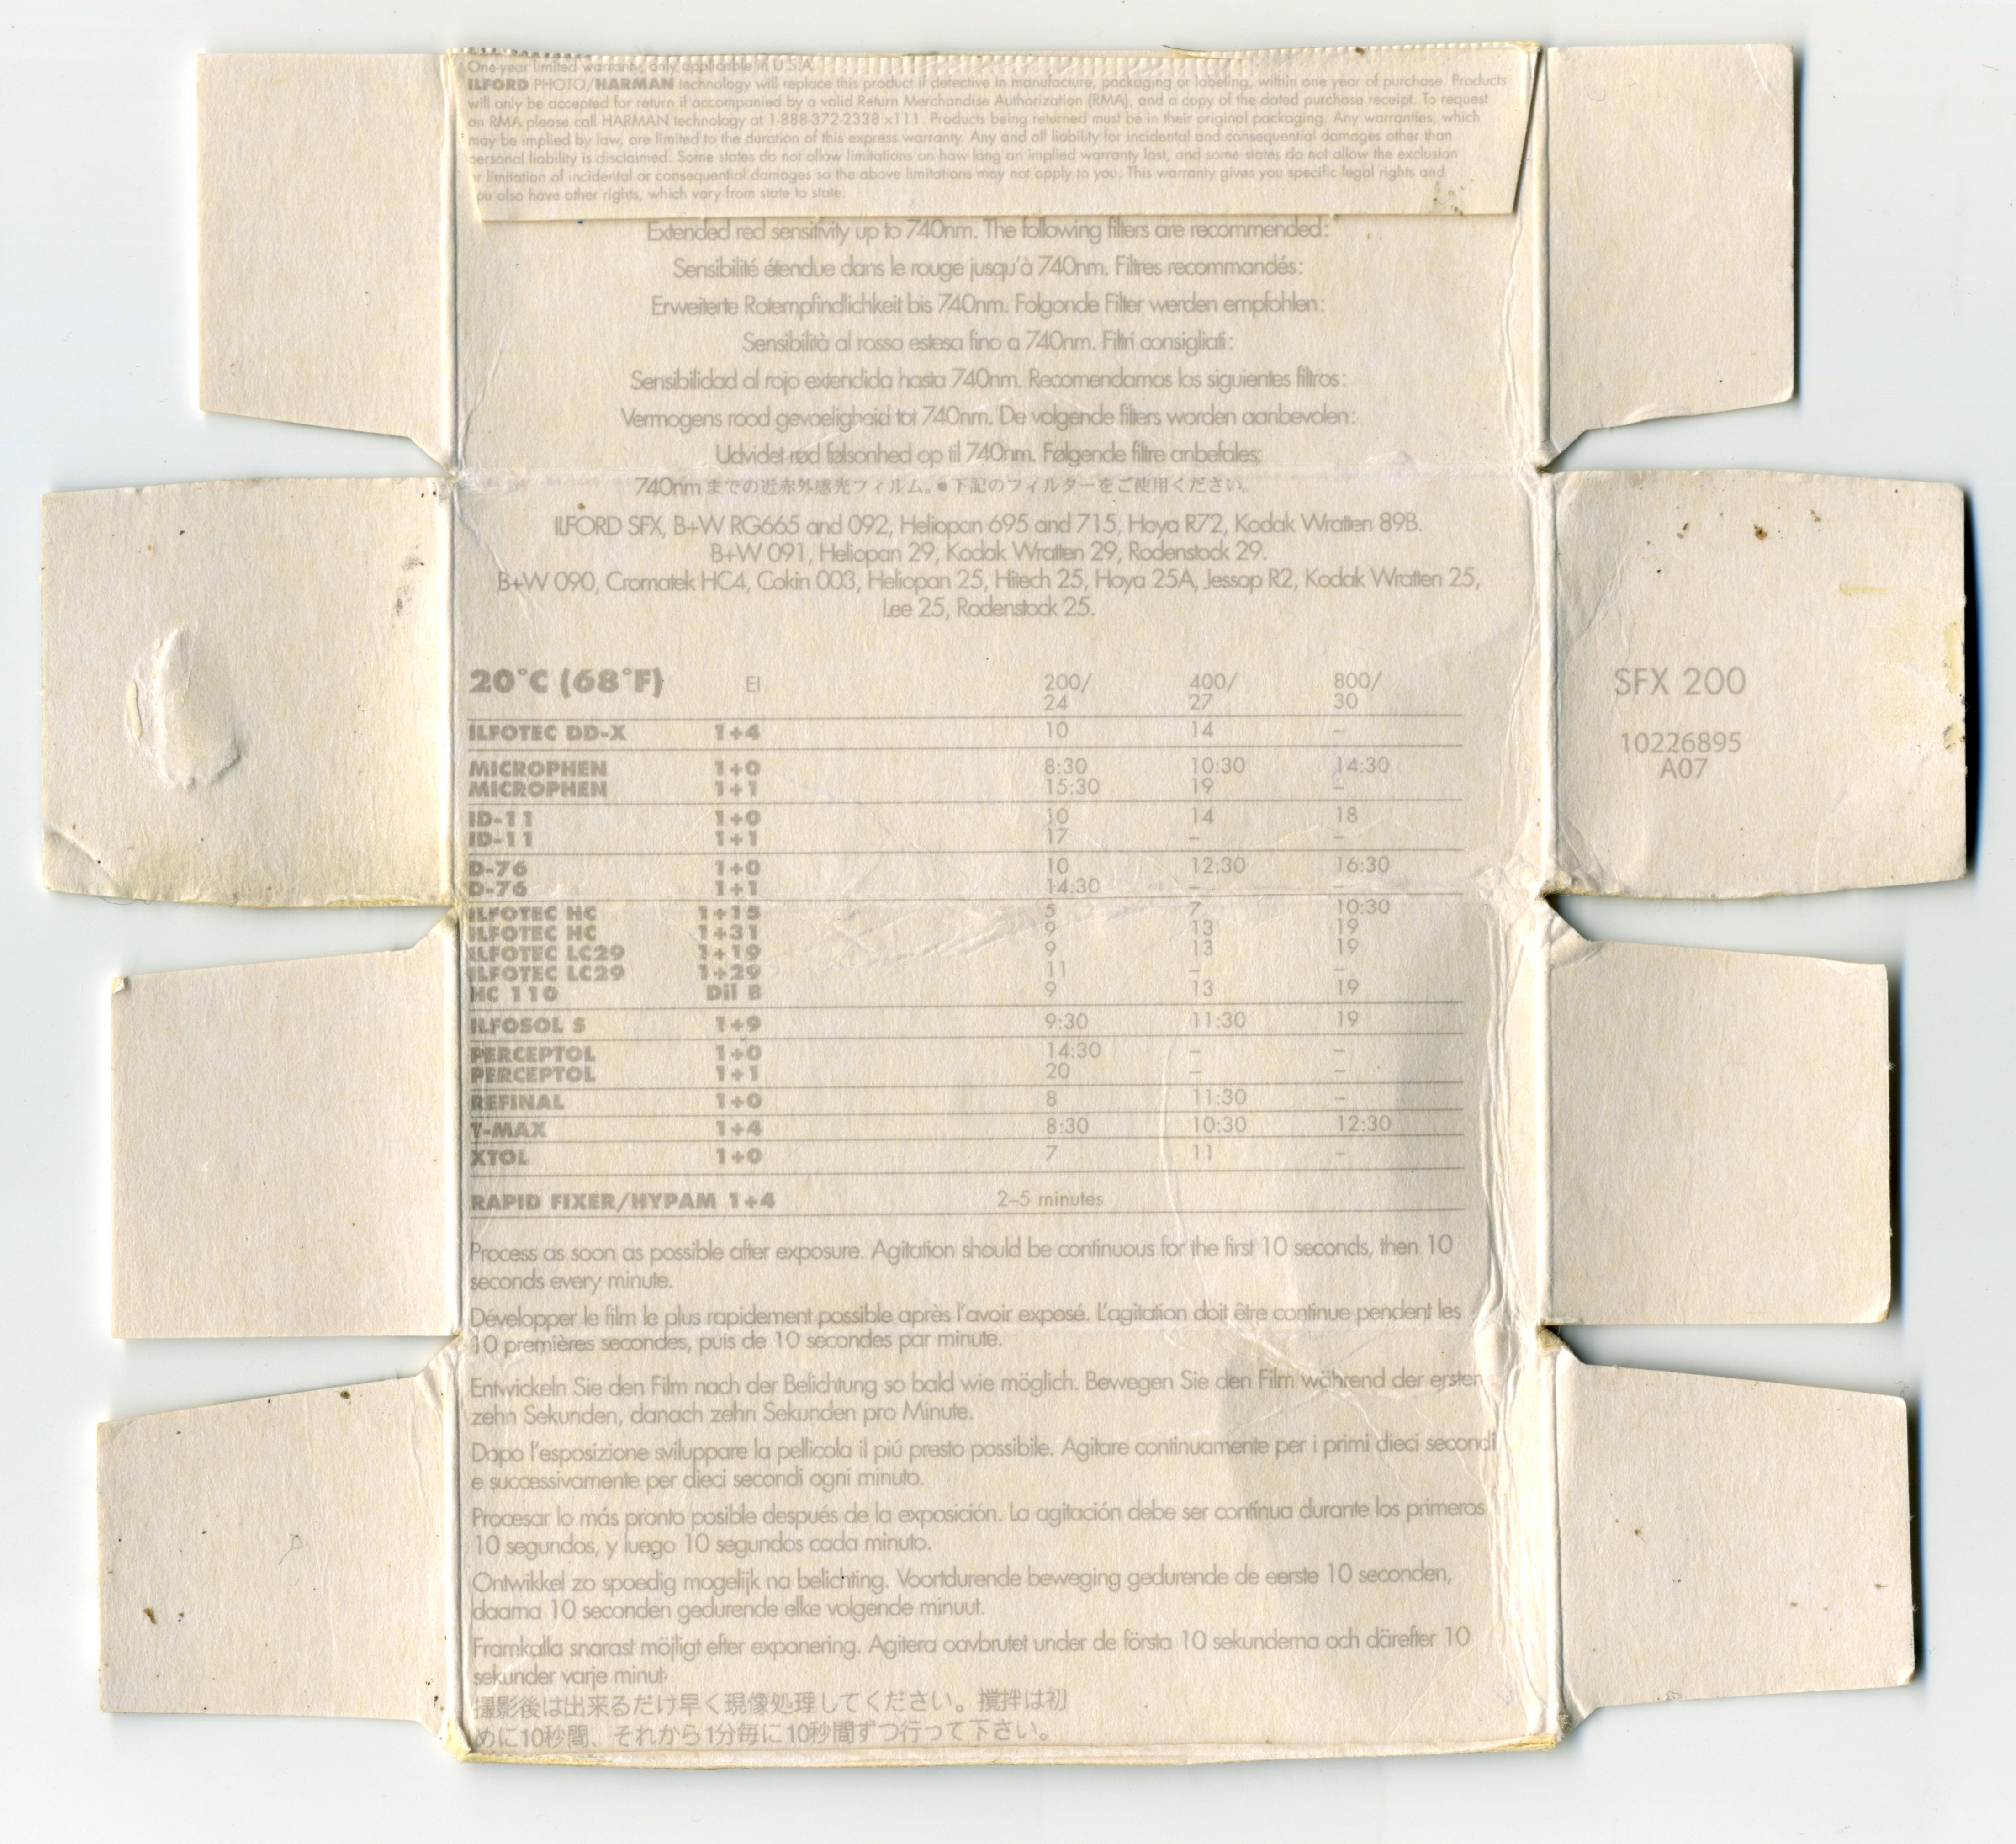 One-year limited warranty, only applicable in U.S.A.
ILFORD PHOTO/HARMAN technology will replace this product if defective in manufacture, packaging or labeling, within one year of purchase. Products
will only be accepted for return if accompanied by a valid Return Merchandise Authorization (RMA), and a copy of the dated purchase receipt. To request
an RMA please call HARMAN technology at 1-888-372-2338 x111. Products being returned must be in their original packaging. Any warranties, which
may be implied by law, are limited to the duration of this express warranty. Any and all liability for incidental and consequential damages other than
personal liability is disclaimed. Some states do not allow limitations on how long an implied warranty last, and some states do not allow the exclusion
or limitation of incidental or consequential damages so the above limitations may not apply to you. This warranty gives you specific legal rights and
you also have other rights, which vary from state to state.
Extended red sensitivity up to 740nm. The following filters are recommended:
Sensibilité étendue dans le rouge jusqu'à 740nm. Filtres recommandés:
Erweiterte Rotempfindlichkeit bis 740nm. Folgonde Filter werden empfohlen:
Sensibilità al rosso estesa fino a 740nm. Filtri consigliati:
Sensibilidad al rojo extendida hasta 740nm. Recomendamos los siguientes filtros:
Vermogens rood gevoeligheid tot 740nm. De volgende filters worden aanbevolen:
Udvidet rød følsonhed op til 740nm. Følgende filtre anbefales:
740nmまでの近赤外感光フィルム。●下記のフィルターをご使用ください。
ILFORD SFX, B+W RG665 and 092, Heliopan 695 and 715, Hoya R72, Kodak Wratten 89B.
B+W 091, Heliopan 29, Kodak Wratten 29, Rodenstock 29.
B+W 090, Cromatek HC4, Cokin 003, Heliopan 25, Hitech 25, Hoya 25A, Jessop R2, Kodak Wratten 25,
Lee 25, Rodenstock 25.
20°C (68°F) EI 200/24 400/27 800/30
ILFOTEC DD-X 1+4 10 14 –
MICROPHEN 1+0 8:30 10:30 14:30
MICROPHEN 1+1 15:30 19 –
ID-11 1+0 10 14 18
ID-11 1+1 17 – –
D-76 1+0 10 12:30 16:30
D-76 1+1 14:30 – –
ILFOTEC HC 1+15 5 7 10:30
ILFOTEC HC 1+31 9 13 19
ILFOTEC LC29 1+19 9 13 19
ILFOTEC LC29 1+29 11 – –
HC 110 Dil B 9 13 19
ILFOSOL S 1+9 9:30 11:30 19
PERCEPTOL 1+0 14:30 – –
PERCEPTOL 1+1 20 – –
REFINAL 1+0 8 11:30 –
T-MAX 1+4 8:30 10:30 12:30
XTOL 1+0 7 11 –
RAPID FIXER/HYPAM 1+4 2–5 minutes
Process as soon as possible after exposure. Agitation should be continuous for the first 10 seconds, then 10
seconds every minute.
Développer le film le plus rapidement possible après l'avoir exposé. L'agitation doit être continue pendent les
10 premières secondes, puis de 10 secondes par minute.
Entwickeln Sie den Film nach der Belichtung so bald wie möglich. Bewegen Sie den Film während der ersten
zehn Sekunden, danach zehn Sekunden pro Minute.
Dopo l'esposizione sviluppare la pellicola il piú presto possibile. Agitare continuamente per i primi dieci secondi
e successivamente per dieci secondi ogni minuto.
Procesar lo más pronto posible después de la exposición. La agitación debe ser contínua durante los primeros
10 segundos, y luego 10 segundos cada minuto.
Ontwikkel zo spoedig mogelijk na belichting. Voortdurende beweging gedurende de eerste 10 seconden,
daarna 10 seconden gedurende elke volgende minuut.
Framkalla snarast möjligt efter exponering. Agitera oavbrutet under de första 10 sekunderna och därefter 10
sekunder varje minut.
撮影後は出来るだけ早く現像処理してください。撹拌は初
めに10秒間、それから1分毎に10秒間ずつ行って下さい。
SFX 200
10226895
A07